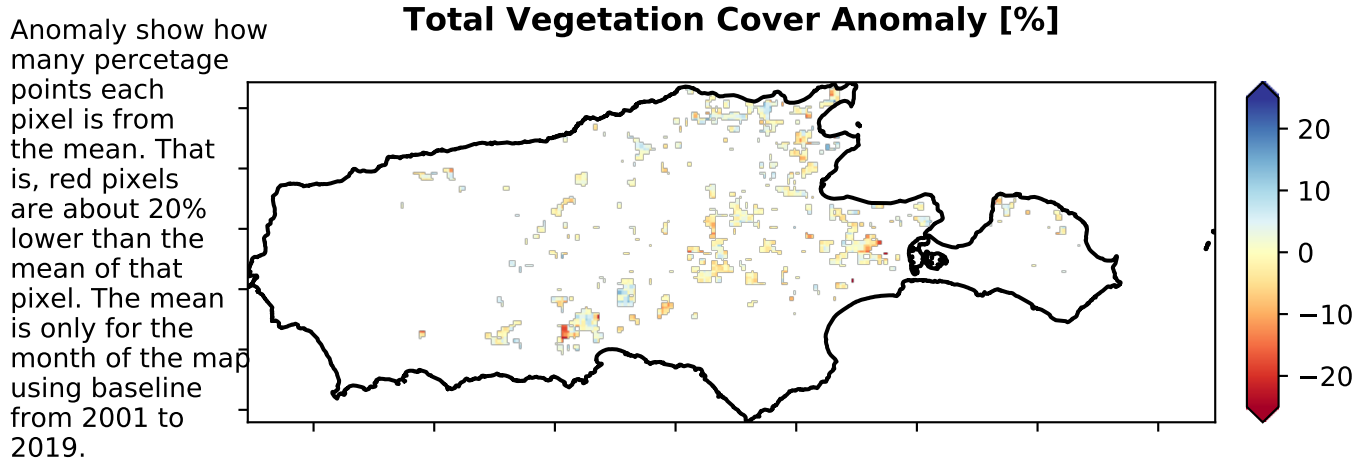 Total Vegetation Cover Anomaly [%]
Anomaly show how
many percetage
points each
pixel is from
the mean. That
is, red pixels
are about 20%
lower than the
mean of that
pixel. The mean
is only for the
month of the map
using baseline
from 2001 to
2019.
20
10
0
−10
−20